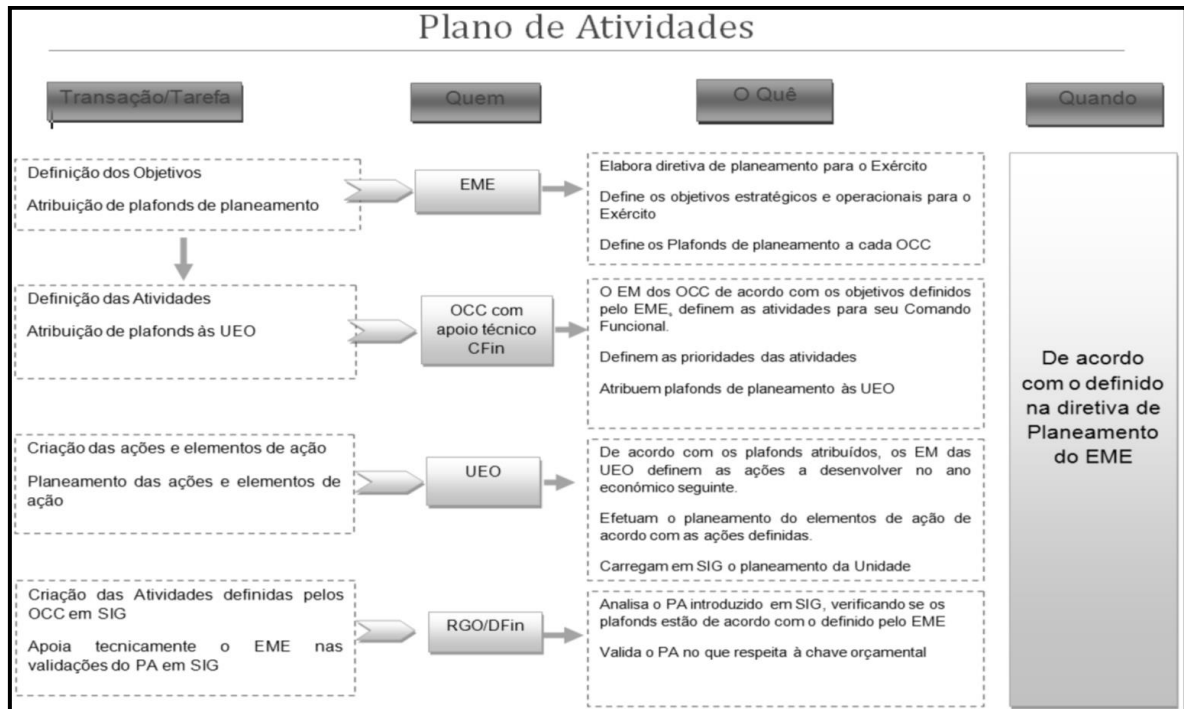 Plano de Atividades
Transação/Tarefa
Quem
O Quê
Quando
Definição dos Objetivos
Atribuição de plafonds de planeamento
EME
Elabora diretiva de planeamento para o Exército
Define os objetivos estratégicos e operacionais para o
Exército
Define os Plafonds de planeamento a cada OCC
Definição das Atividades
Atribuição de plafonds às UEO
OCC com
apoio técnico
CFin
O EM dos OCC de acordo com os objetivos definidos
pelo EME, definem as atividades para seu Comando
Funcional.
Definem as prioridades das atividades
Atribuem plafonds de planeamento às UEO
Criação das ações e elementos de ação
Planeamento das ações e elementos de
ação
UEO
De acordo com os plafonds atribuídos, os EM das
UEO definem as ações a desenvolver no ano
económico seguinte.
Efetuam o planeamento do elementos de ação de
acordo com as ações definidas.
Carregam em SIG o planeamento da Unidade
Criação das Atividades definidas pelos
OCC em SIG
Apoia tecnicamente o EME nas
validações do PA em SIG
RGO/DFin
Analisa o PA introduzido em SIG, verificando se os
plafonds estão de acordo com o definido pelo EME
Valida o PA no que respeita à chave orçamental
De acordo
com o definido
na diretiva de
Planeamento
do EME